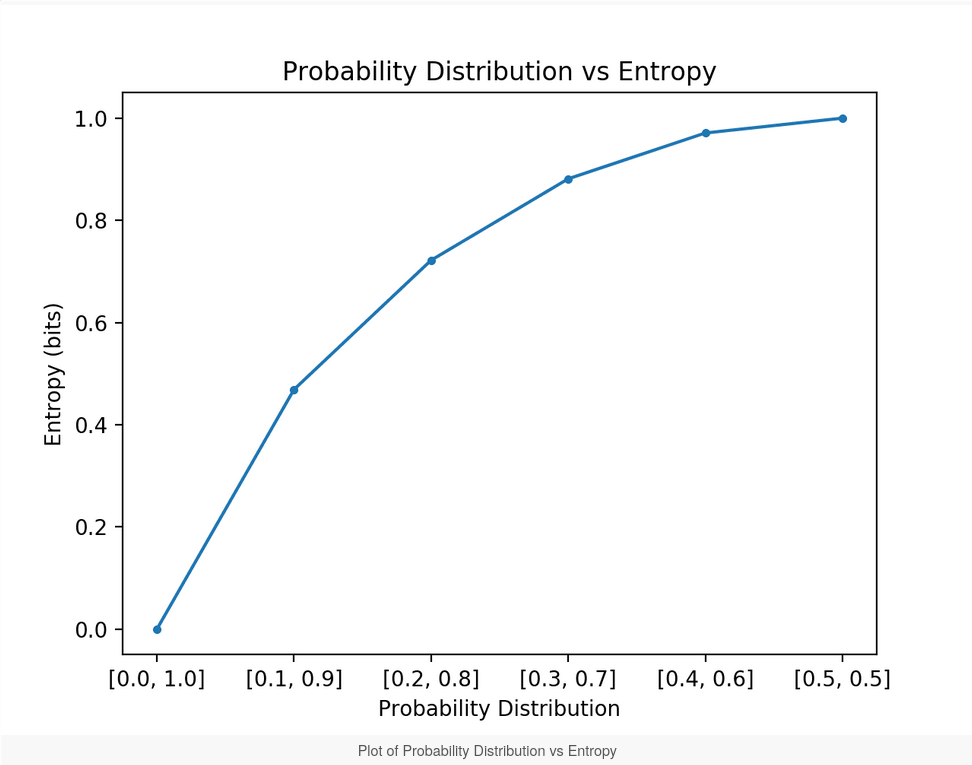 Probability Distribution vs Entropy
Entropy (bits)
1.0
0.8
0.6
0.4
0.2
0.0
[0.0, 1.0] [0.1, 0.9] [0.2, 0.8] [0.3, 0.7] [0.4, 0.6] [0.5, 0.5]
Probability Distribution
Plot of Probability Distribution vs Entropy